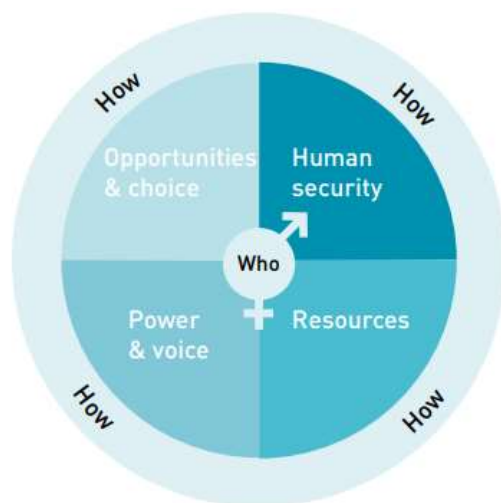 How
How
Opportunities
& choice
Human
security
Who
Power
& voice
Resources
How
How